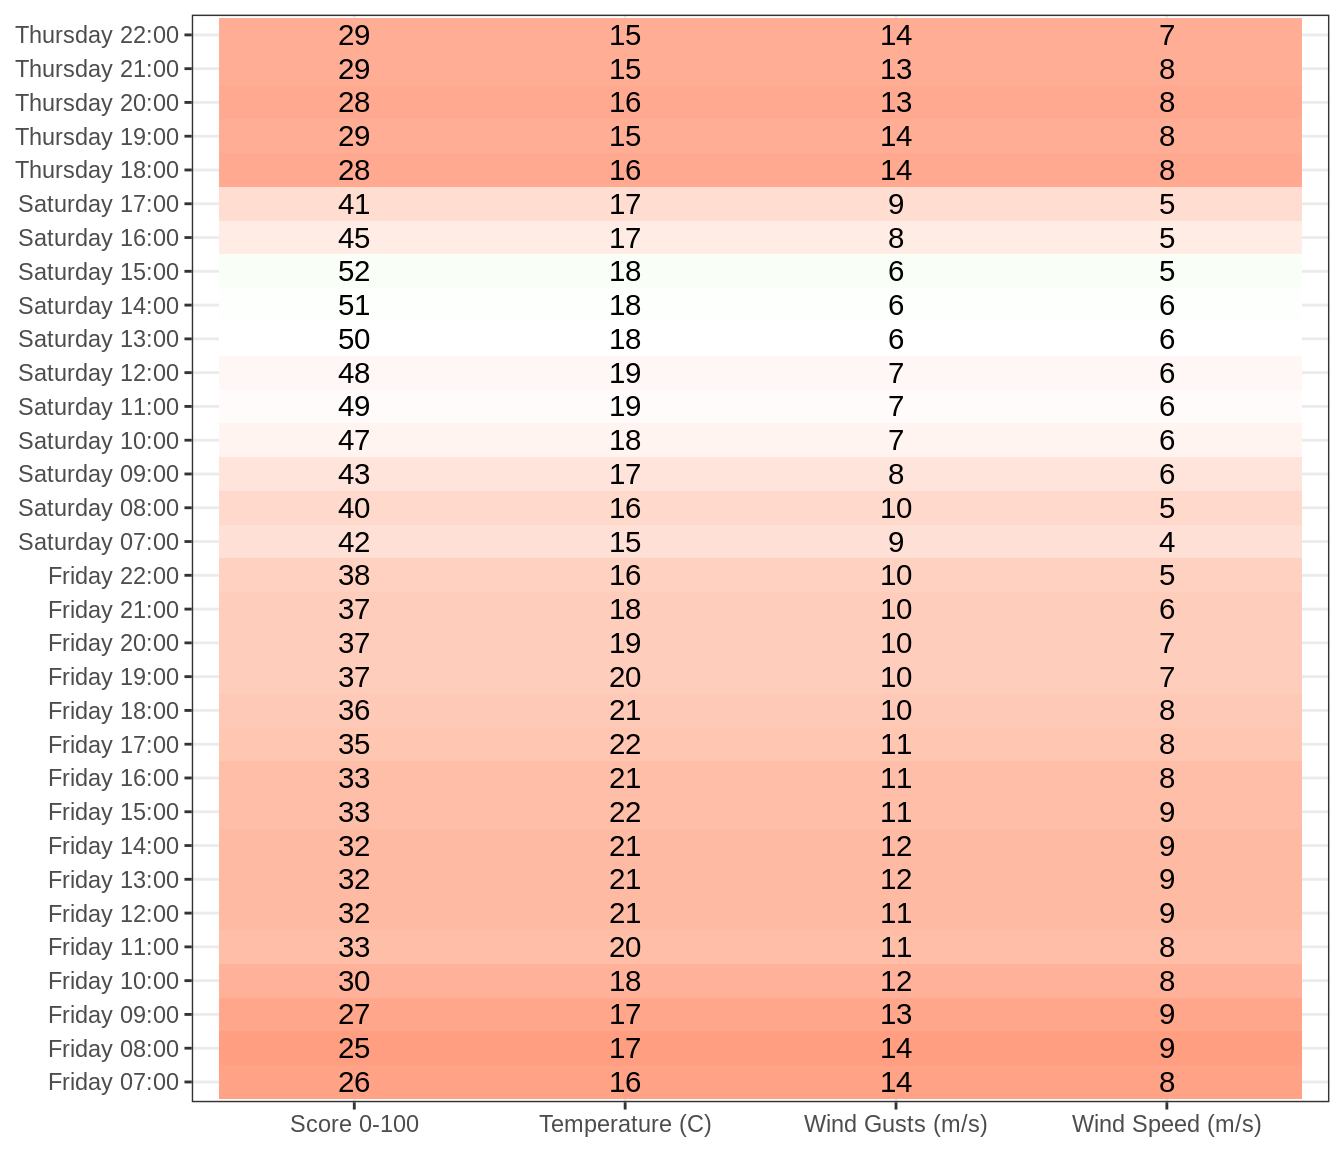 Thursday 22:00 29 15 14 7
Thursday 21:00 29 15 13 8
Thursday 20:00 28 16 13 8
Thursday 19:00 29 15 14 8
Thursday 18:00 28 16 14 8
Saturday 17:00 41 17 9 5
Saturday 16:00 45 17 8 5
Saturday 15:00 52 18 6 5
Saturday 14:00 51 18 6 6
Saturday 13:00 50 18 6 6
Saturday 12:00 48 19 7 6
Saturday 11:00 49 19 7 6
Saturday 10:00 47 18 7 6
Saturday 09:00 43 17 8 6
Saturday 08:00 40 16 10 5
Saturday 07:00 42 15 9 4
Friday 22:00 38 16 10 5
Friday 21:00 37 18 10 6
Friday 20:00 37 19 10 7
Friday 19:00 37 20 10 7
Friday 18:00 36 21 10 8
Friday 17:00 35 22 11 8
Friday 16:00 33 21 11 8
Friday 15:00 33 22 11 9
Friday 14:00 32 21 12 9
Friday 13:00 32 21 12 9
Friday 12:00 32 21 11 9
Friday 11:00 33 20 11 8
Friday 10:00 30 18 12 8
Friday 09:00 27 17 13 9
Friday 08:00 25 17 14 9
Friday 07:00 26 16 14 8
Score 0-100 Temperature (C) Wind Gusts (m/s) Wind Speed (m/s)